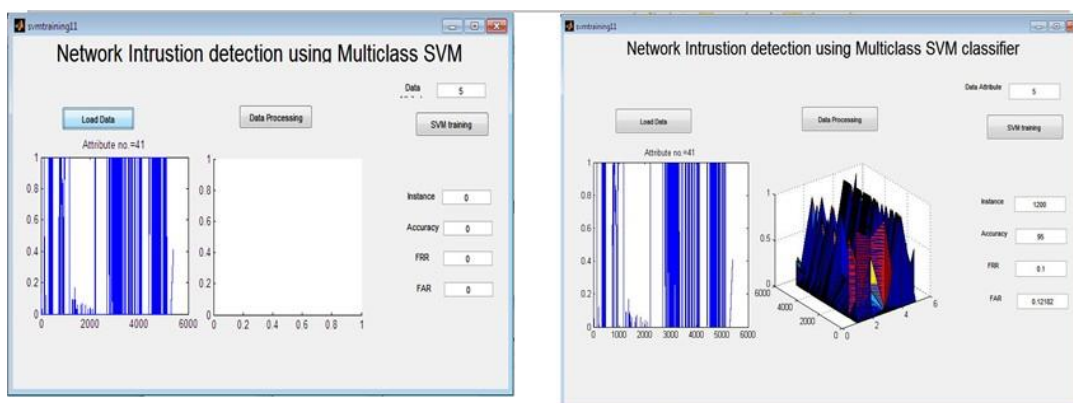 svmtraining11
Network Intrustion detection using Multiclass SVM
Data
5
Load Data
Data Processing
SVM training
Attribute no.=41
1
0.8
0.6
0.4
0.2
0
0 2000 4000 6000
1
0.8
0.6
0.4
0.2
0
0 0.2 0.4 0.6 0.8 1
Instance 0
Accuracy 0
FRR 0
FAR 0
svmtraining11
Network Intrustion detection using Multiclass SVM classifier
Data Attribute 5
Load Data
Data Processing
SVM training
Attribute no.=41
1
0.8
0.6
0.4
0.2
0
0 1000 2000 3000 4000 5000 6000
1
0.5
0
6000 4000 2000 0
0 2 4 6
Instance 1200
Accuracy 95
FRR 0.1
FAR 0.12182